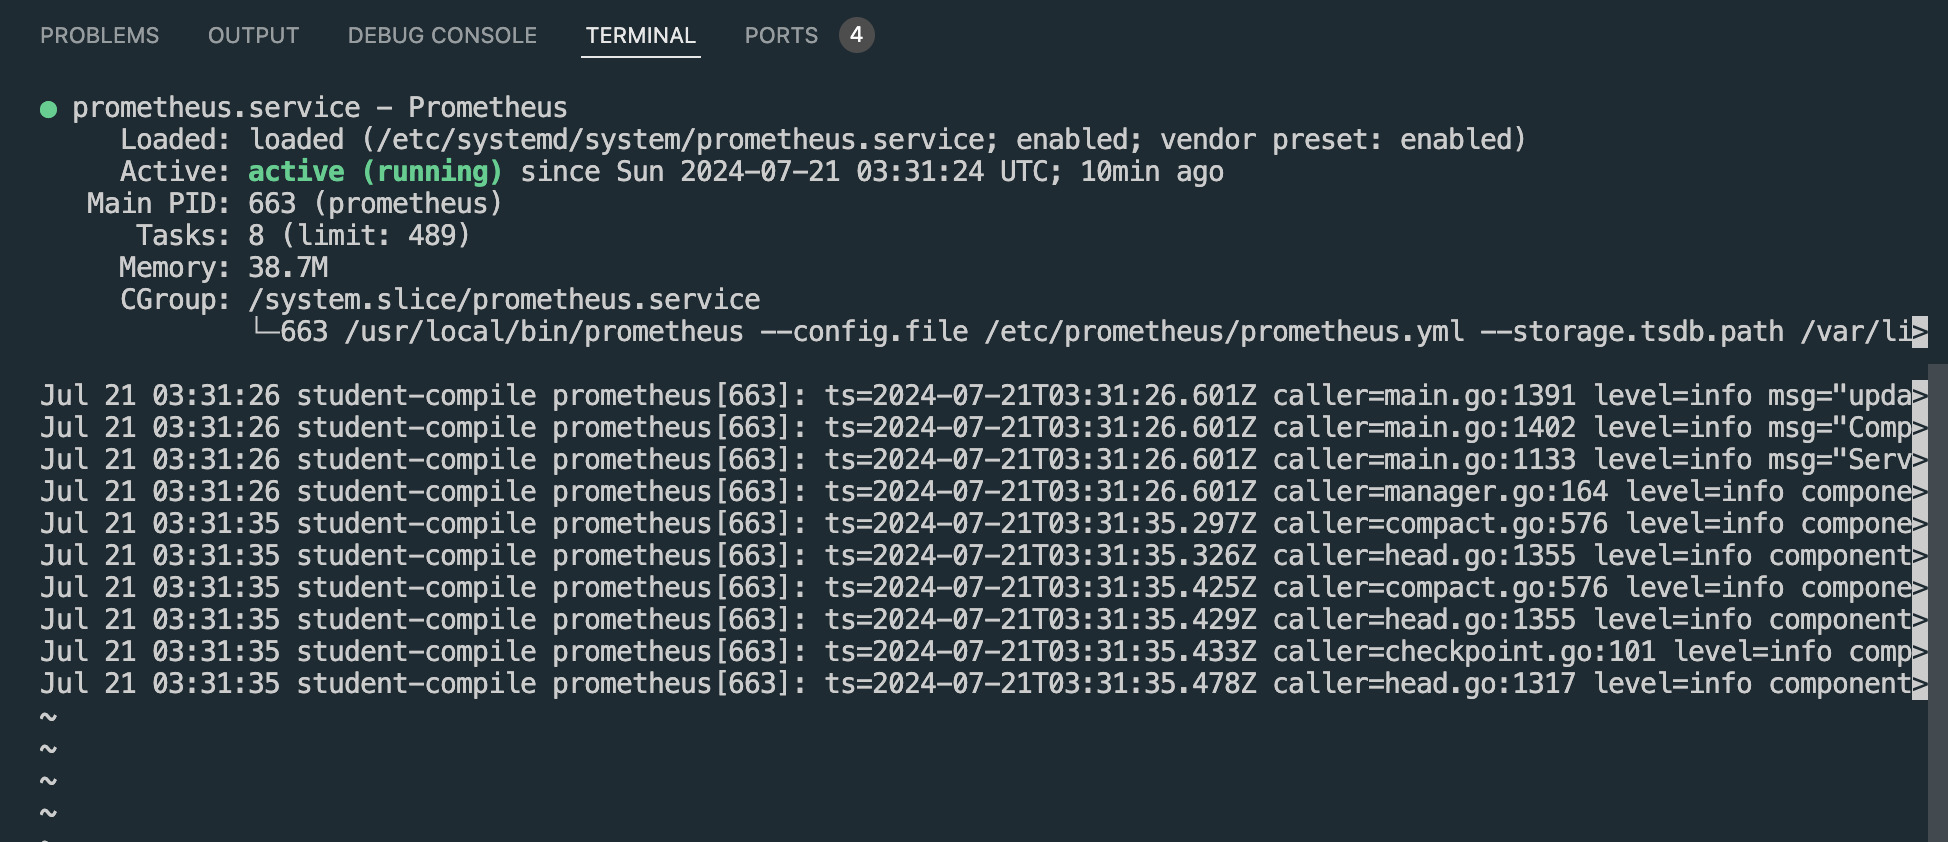 PROBLEMS OUTPUT DEBUG CONSOLE TERMINAL PORTS 4
● prometheus.service - Prometheus
Loaded: loaded (/etc/systemd/system/prometheus.service; enabled; vendor preset: enabled)
Active: active (running) since Sun 2024-07-21 03:31:24 UTC; 10min ago
Main PID: 663 (prometheus)
Tasks: 8 (limit: 489)
Memory: 38.7M
CGroup: /system.slice/prometheus.service
└─663 /usr/local/bin/prometheus --config.file /etc/prometheus/prometheus.yml --storage.tsdb.path /var/li>
Jul 21 03:31:26 student-compile prometheus[663]: ts=2024-07-21T03:31:26.601Z caller=main.go:1391 level=info msg="upda>
Jul 21 03:31:26 student-compile prometheus[663]: ts=2024-07-21T03:31:26.601Z caller=main.go:1402 level=info msg="Comp>
Jul 21 03:31:26 student-compile prometheus[663]: ts=2024-07-21T03:31:26.601Z caller=main.go:1133 level=info msg="Serv>
Jul 21 03:31:26 student-compile prometheus[663]: ts=2024-07-21T03:31:26.601Z caller=manager.go:164 level=info compone>
Jul 21 03:31:35 student-compile prometheus[663]: ts=2024-07-21T03:31:35.297Z caller=compact.go:576 level=info compone>
Jul 21 03:31:35 student-compile prometheus[663]: ts=2024-07-21T03:31:35.326Z caller=head.go:1355 level=info component>
Jul 21 03:31:35 student-compile prometheus[663]: ts=2024-07-21T03:31:35.425Z caller=compact.go:576 level=info compone>
Jul 21 03:31:35 student-compile prometheus[663]: ts=2024-07-21T03:31:35.429Z caller=head.go:1355 level=info component>
Jul 21 03:31:35 student-compile prometheus[663]: ts=2024-07-21T03:31:35.433Z caller=checkpoint.go:101 level=info comp>
Jul 21 03:31:35 student-compile prometheus[663]: ts=2024-07-21T03:31:35.478Z caller=head.go:1317 level=info component>
~
~
~
~